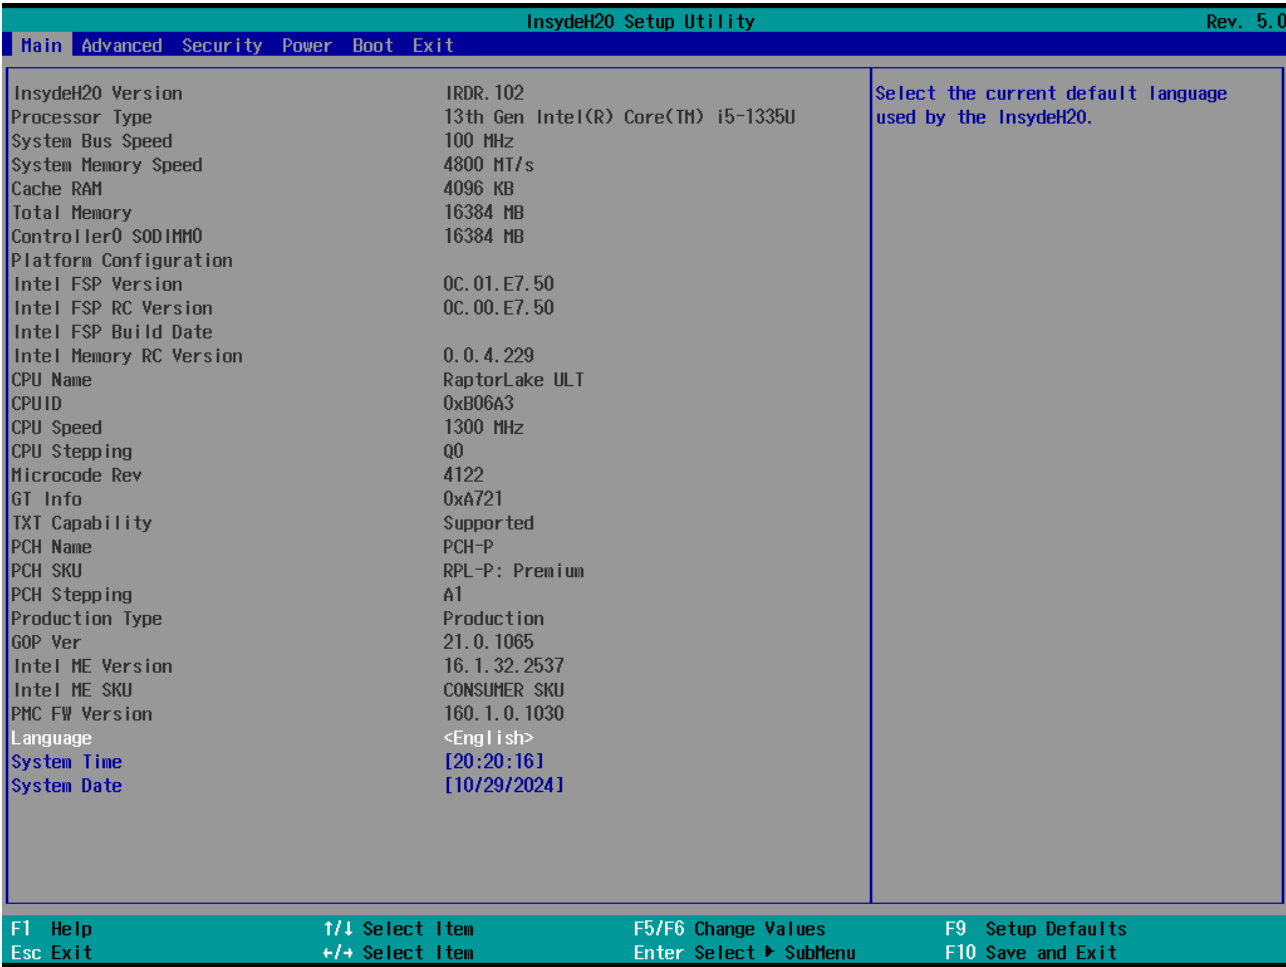 InsydeH20 Setup Utility Rev. 5.0
Main Advanced Security Power Boot Exit
InsydeH20 Version IRDR.102
Processor Type 13th Gen Intel(R) Core(TM) i5-1335U
System Bus Speed 100 MHz
System Memory Speed 4800 MT/s
Cache RAM 4096 KB
Total Memory 16384 MB
Controller0 SODIMM0 16384 MB
Platform Configuration
Intel FSP Version 0C.01.E7.50
Intel FSP RC Version 0C.00.E7.50
Intel FSP Build Date
Intel Memory RC Version 0.0.4.229
CPU Name RaptorLake ULT
CPUID 0xB06A3
CPU Speed 1300 MHz
CPU Stepping Q0
Microcode Rev 4122
GT Info 0xA721
TXT Capability Supported
PCH Name PCH-P
PCH SKU RPL-P: Premium
PCH Stepping A1
Production Type Production
GOP Ver 21.0.1065
Intel ME Version 16.1.32.2537
Intel ME SKU CONSUMER SKU
PMC FW Version 160.1.0.1030
Language <English>
System Time [20:20:16]
System Date [10/29/2024]
Select the current default language
used by the InsydeH20.
F1 Help ↑/↓ Select Item F5/F6 Change Values F9 Setup Defaults
Esc Exit ←/→ Select Item Enter Select ▶ SubMenu F10 Save and Exit